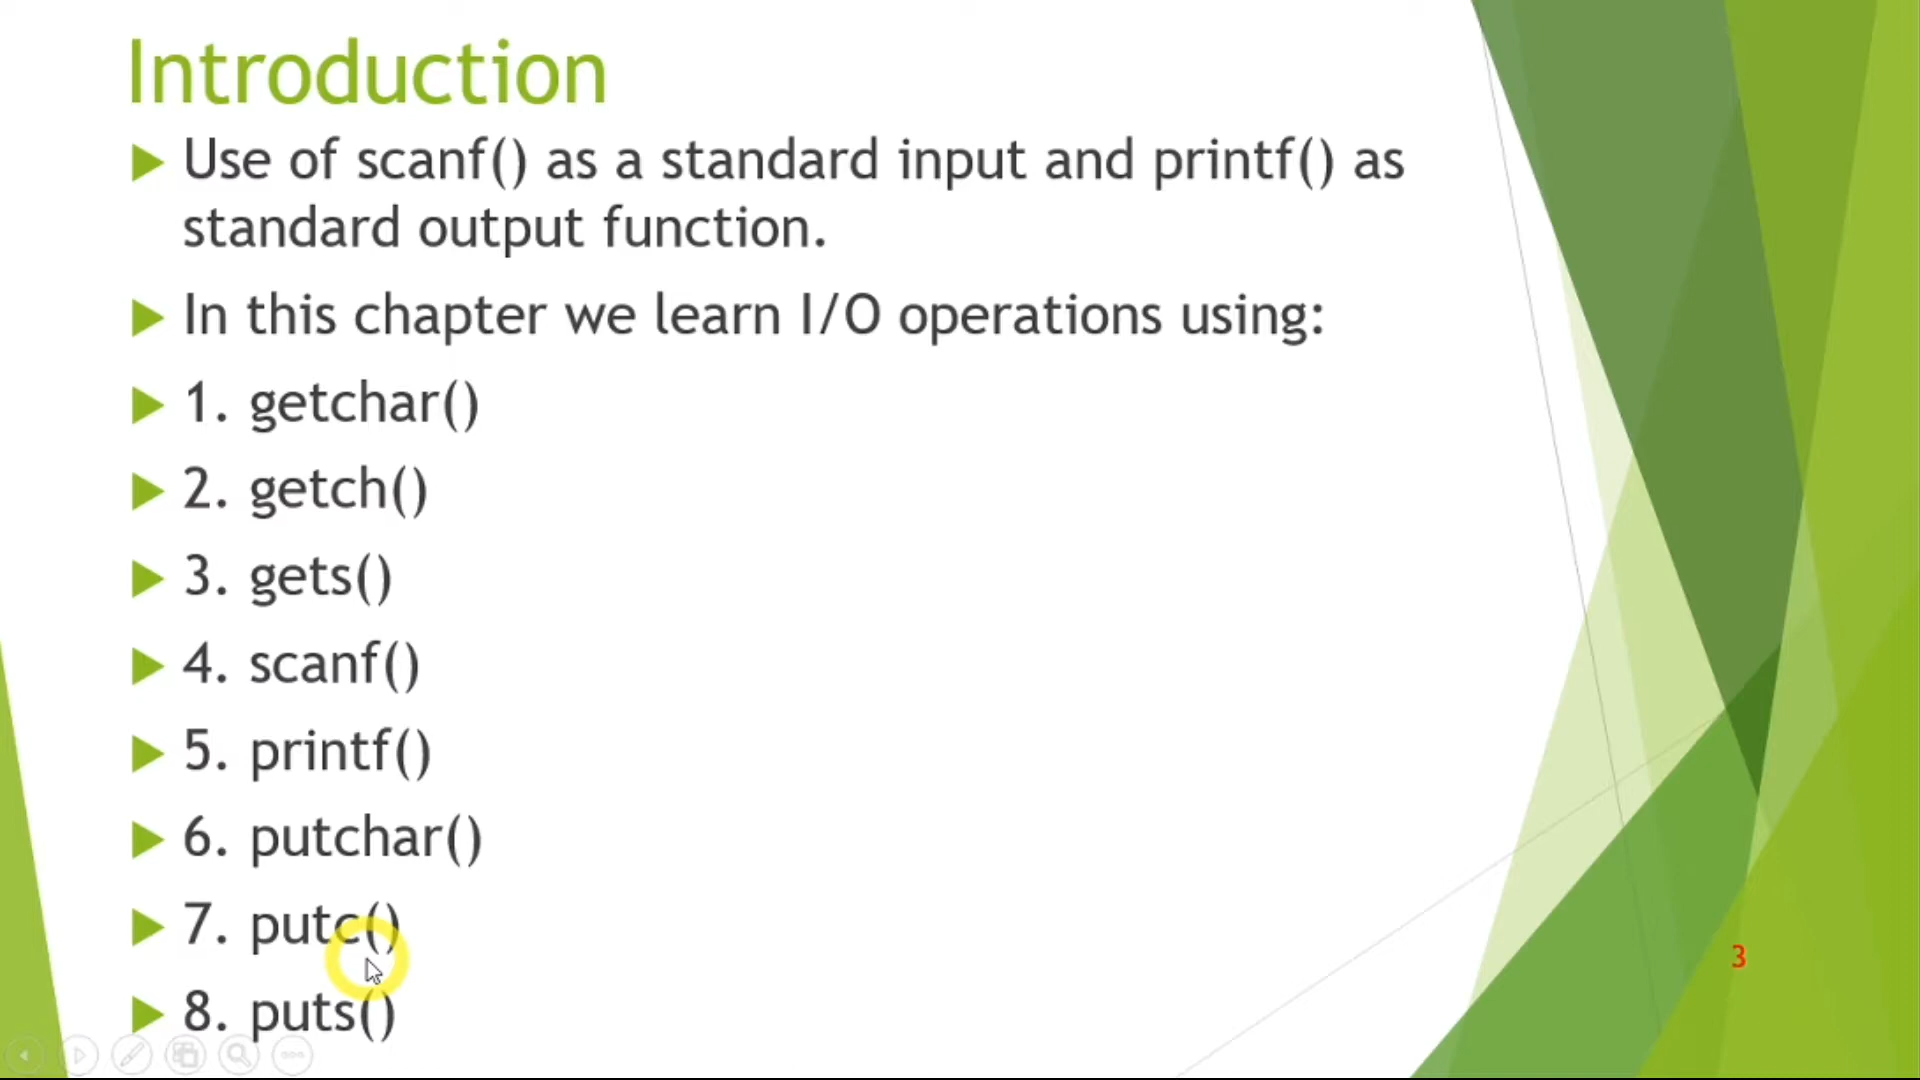 Introduction
Use of scanf() as a standard input and printf() as
standard output function.
In this chapter we learn I/O operations using:
1. getchar()
2. getch()
3. gets()
4. scanf()
5. printf()
6. putchar()
7. putc()
8. puts()
3